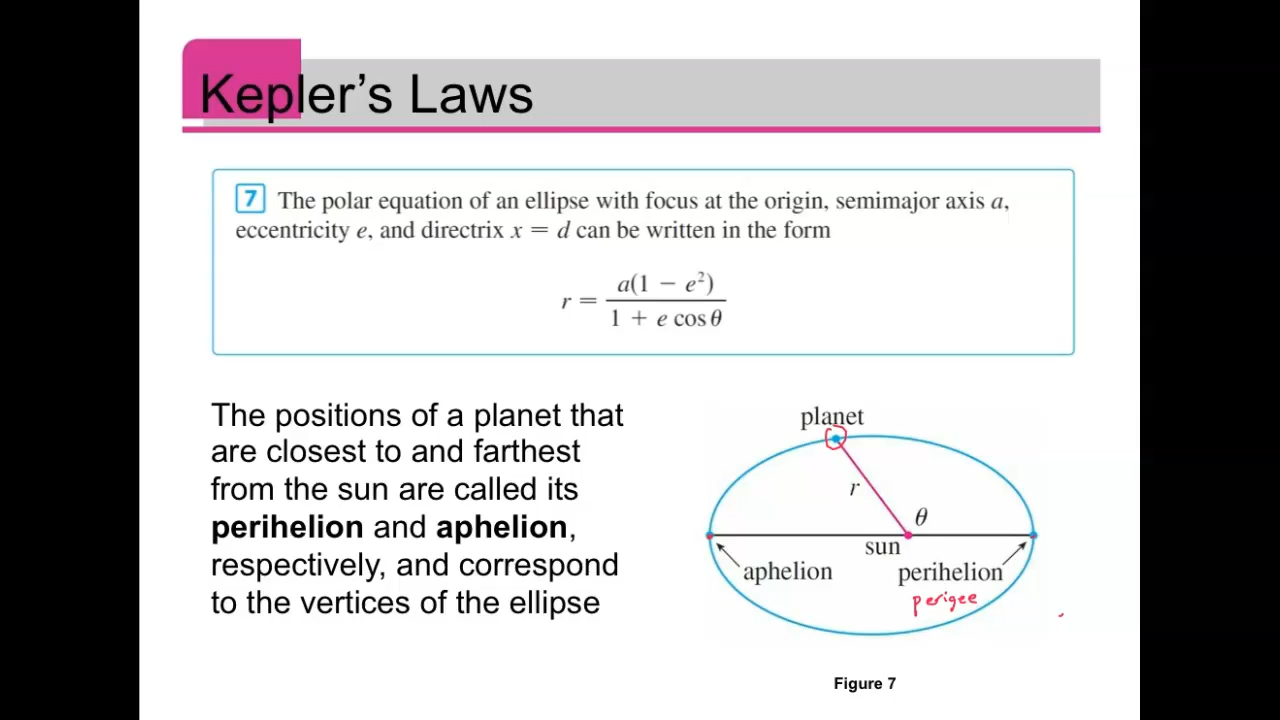 Kepler’s Laws
7 The polar equation of an ellipse with focus at the origin, semimajor axis a,
eccentricity e, and directrix x = d can be written in the form
r = a(1 − e²) / 1 + e cos θ
The positions of a planet that
are closest to and farthest
from the sun are called its
perihelion and aphelion,
respectively, and correspond
to the vertices of the ellipse
planet
r
θ
sun
aphelion
perihelion
perigee
Figure 7